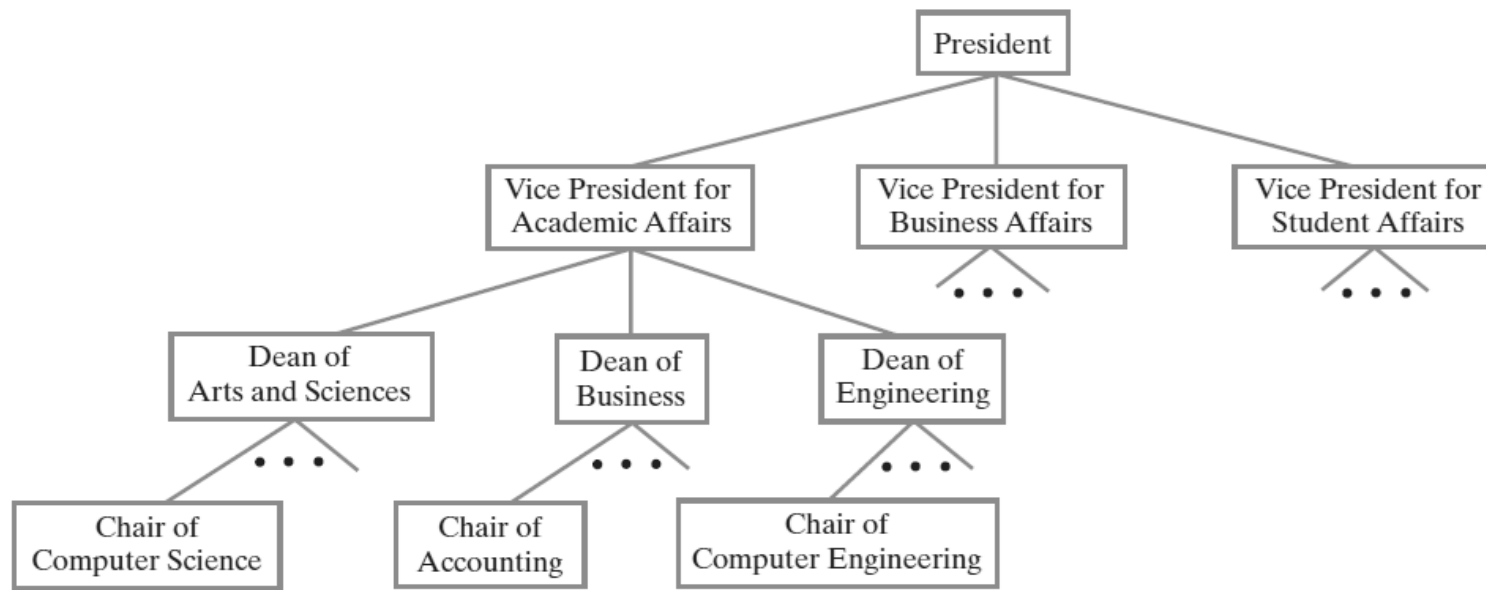 President
Vice President for
Academic Affairs
Vice President for
Business Affairs
Vice President for
Student Affairs
Dean of
Arts and Sciences
Dean of
Business
Dean of
Engineering
Chair of
Computer Science
Chair of
Accounting
Chair of
Computer Engineering